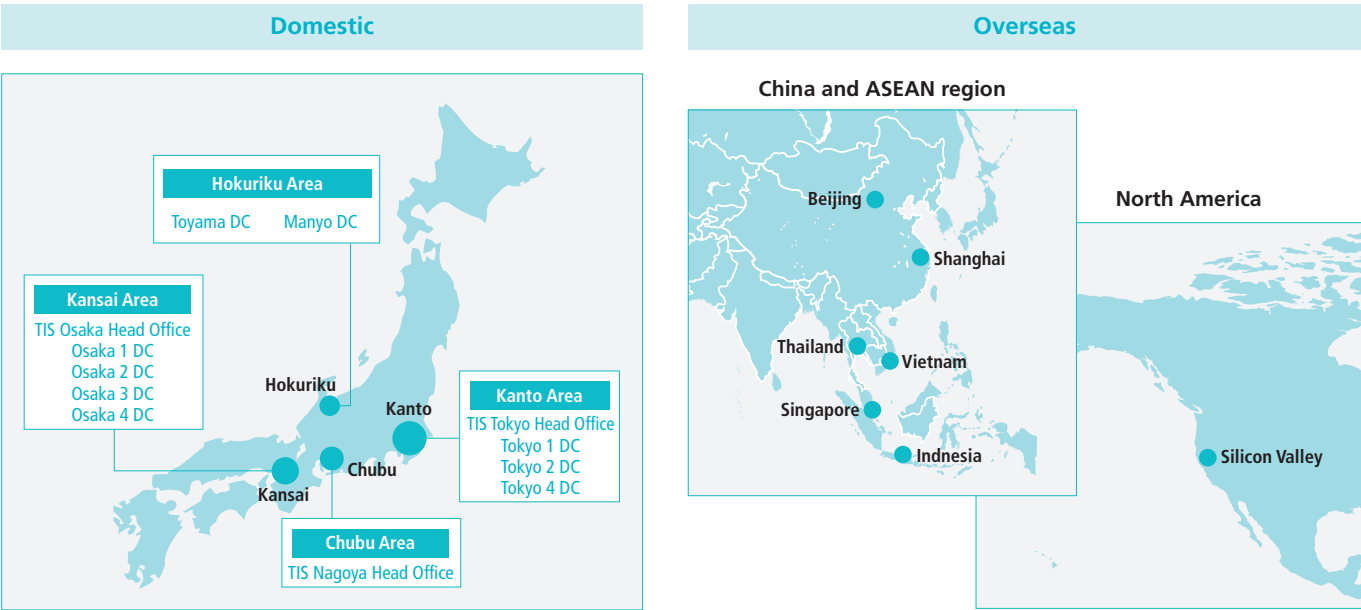 Domestic
Hokuriku Area
Toyama DC Manyo DC
Kansai Area
TIS Osaka Head Office
Osaka 1 DC
Osaka 2 DC
Osaka 3 DC
Osaka 4 DC
Hokuriku
Kanto
Kanto Area
TIS Tokyo Head Office
Tokyo 1 DC
Tokyo 2 DC
Tokyo 4 DC
Chubu
Kansai
Chubu Area
TIS Nagoya Head Office
Overseas
China and ASEAN region
Beijing
Shanghai
Thailand
Vietnam
Singapore
Indnesia
North America
Silicon Valley